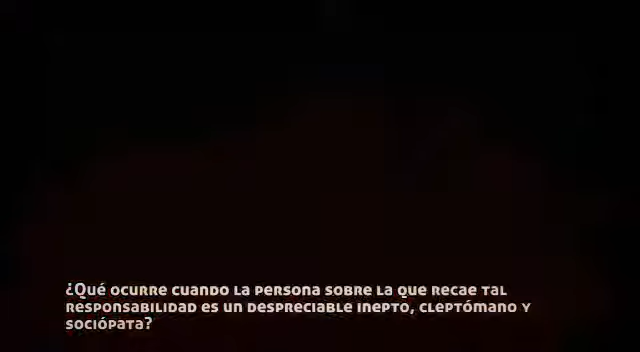 ¿Qué ocurre cuando la persona sobre la que recae tal
responsabilidad es un despreciable inepto, cleptómano y
sociópata?